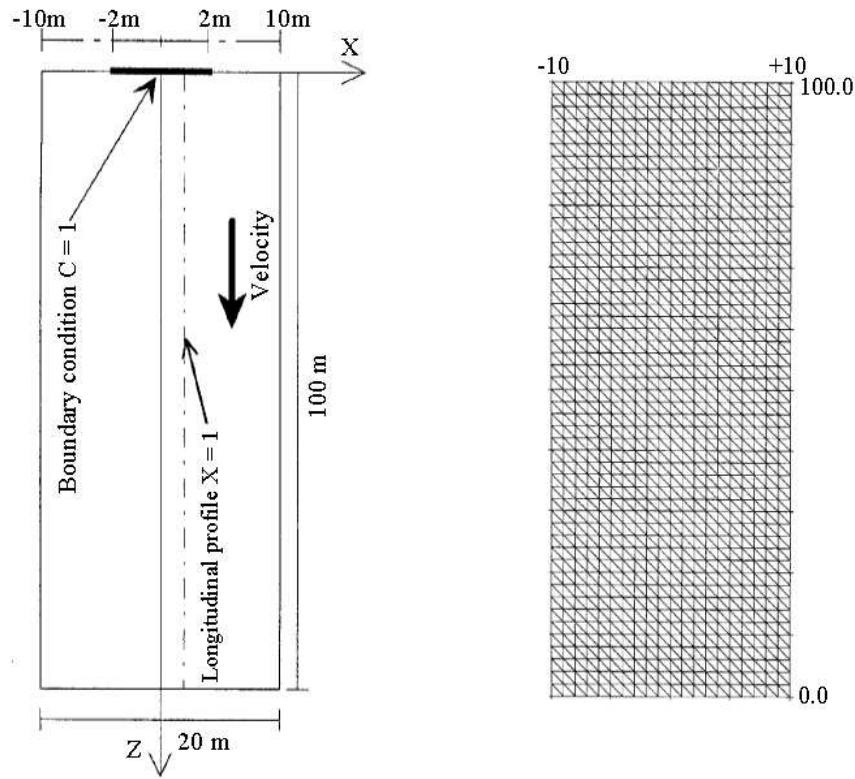 -10m
-2m
2m
10m
X
Boundary condition C = 1
Velocity
Longitudinal profile X = 1
100 m
20 m
Z
-10
+10
100.0
0.0